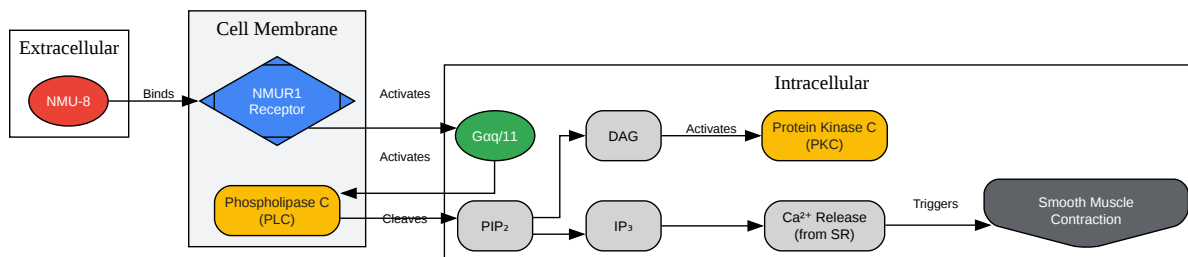 Extracellular
NMU-8
Binds
Cell Membrane
NMUR1
Receptor
Activates
Activates
Phospholipase C
(PLC)
Cleaves
Intracellular
Gαq/11
DAG
Activates
Protein Kinase C
(PKC)
PIP₂
IP₃
Ca²⁺ Release
(from SR)
Triggers
Smooth Muscle
Contraction